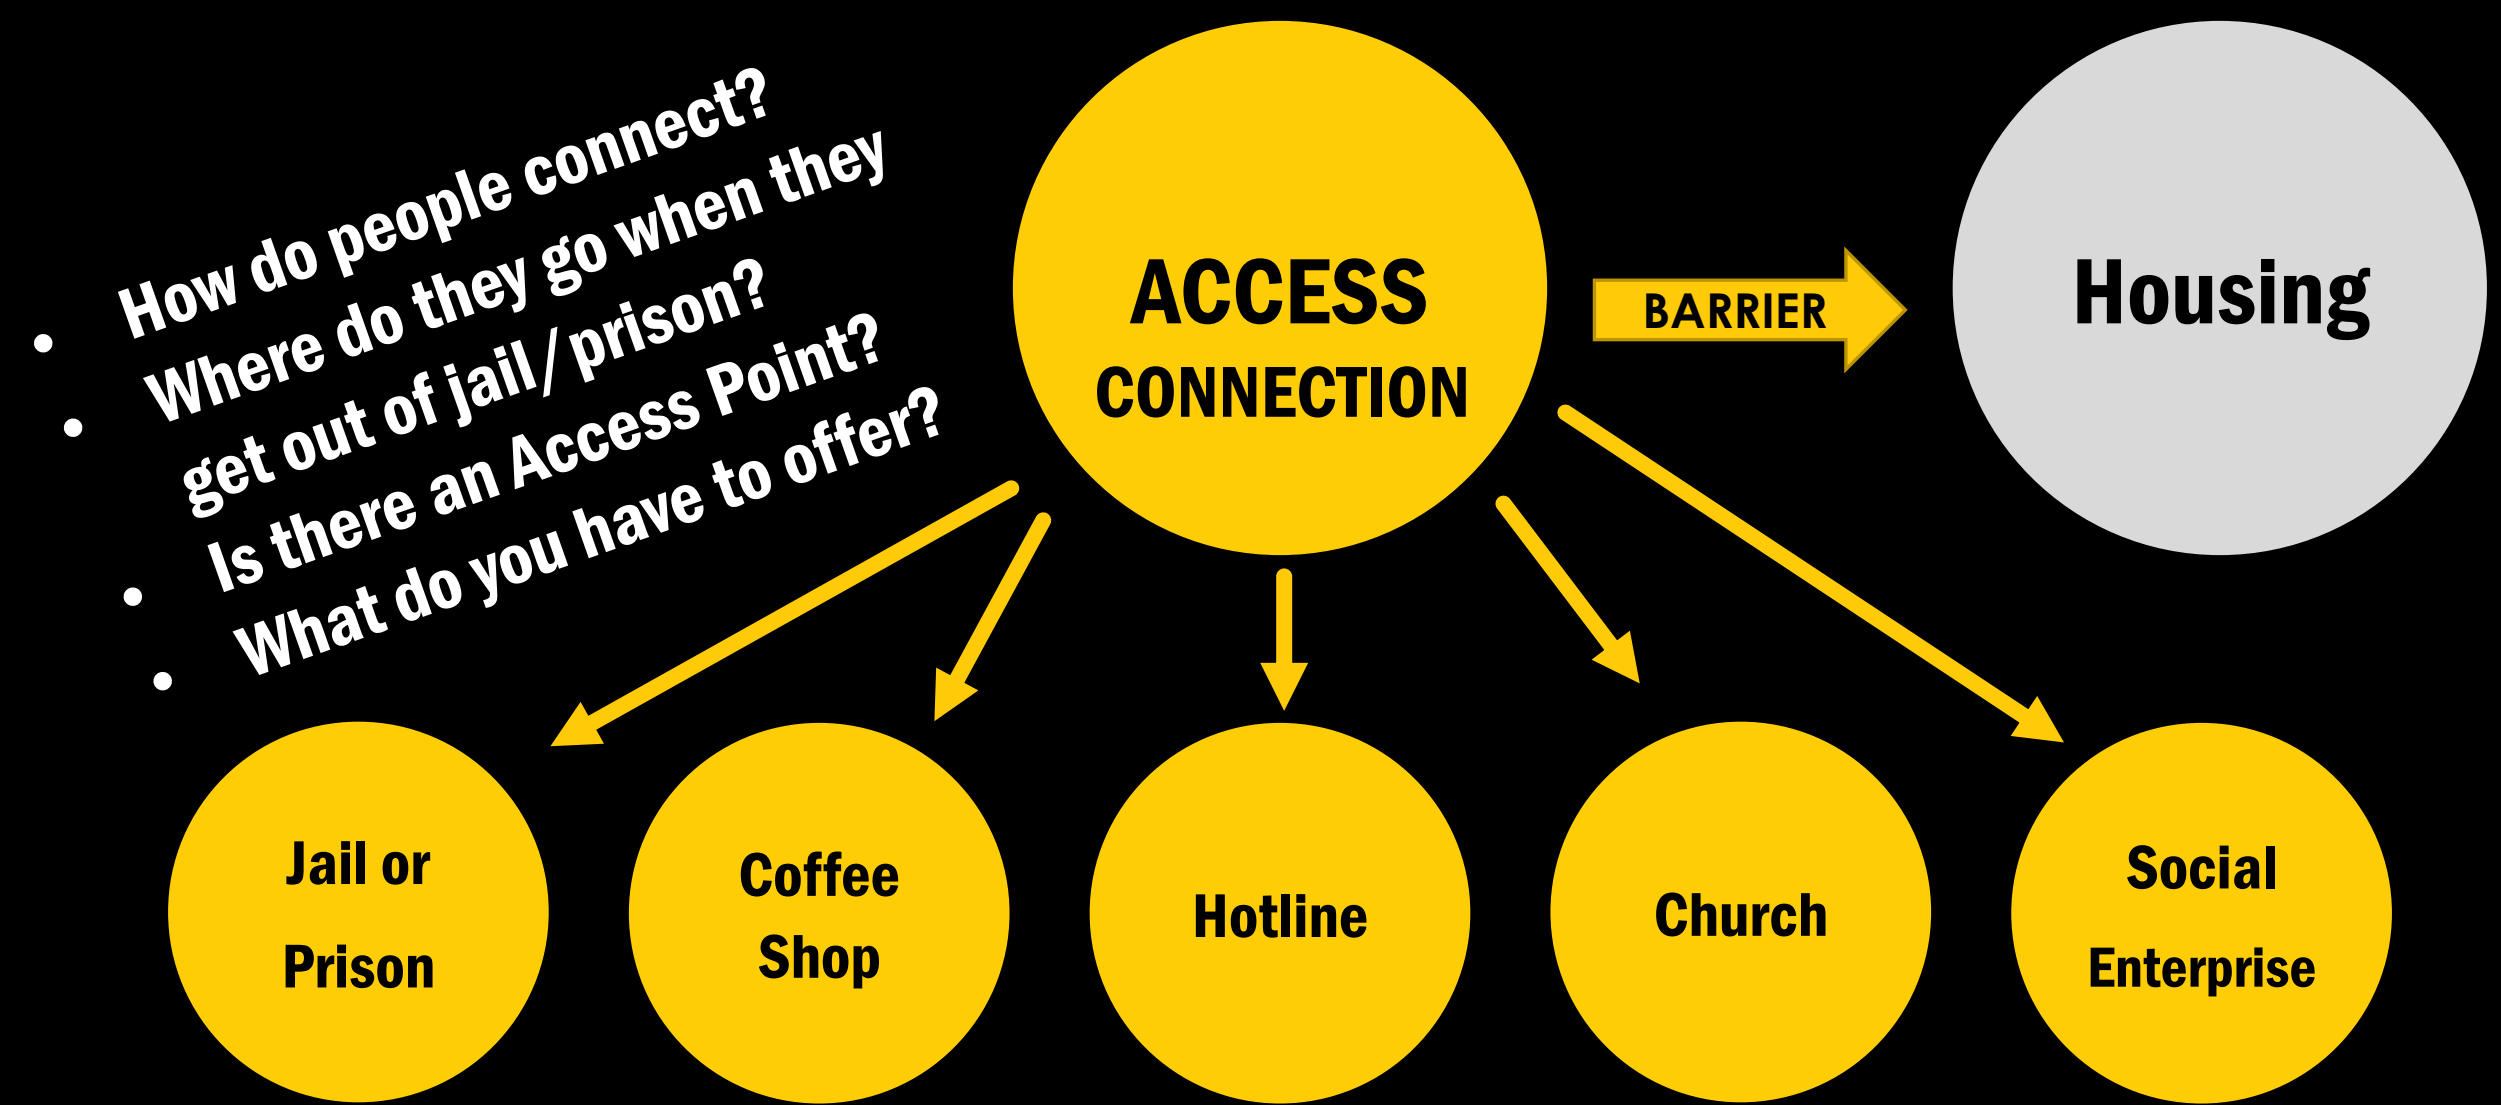 • How do people connect?
• Where do they go when they
get out of jail/prison?
• Is there an Access Point?
• What do you have to offer?
ACCESS
CONNECTION
BARRIER
Housing
Jail or
Prison
Coffee
Shop
Hotline
Church
Social
Enterprise